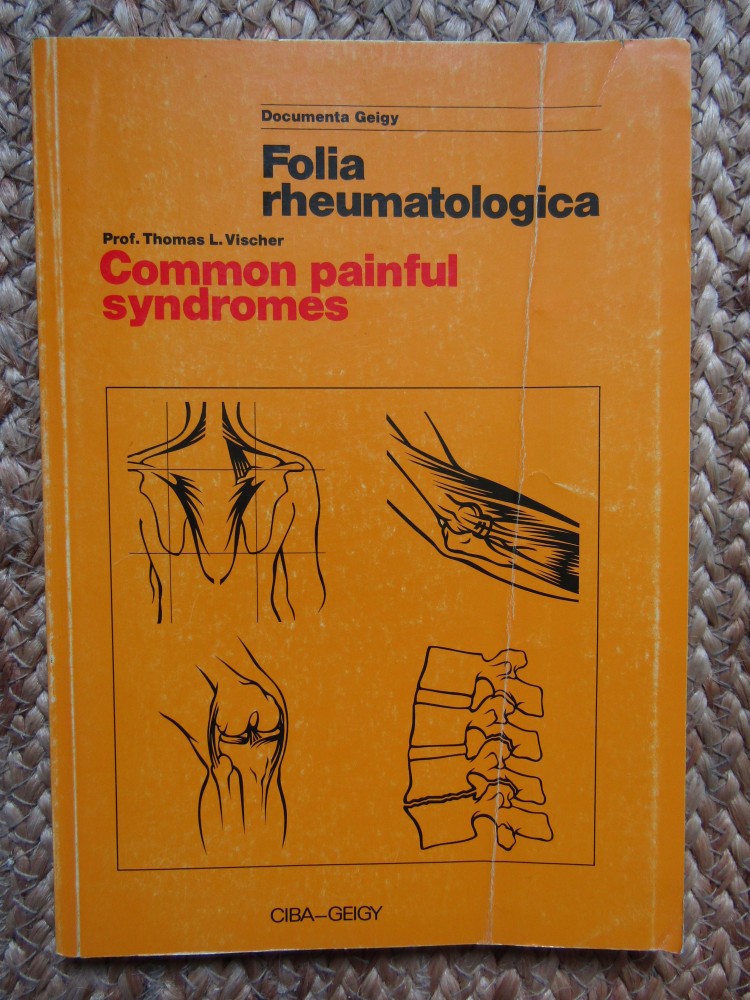 Documenta Geigy
Folia
rheumatologica
Prof. Thomas L. Vischer
Common painful
syndromes
CIBA–GEIGY